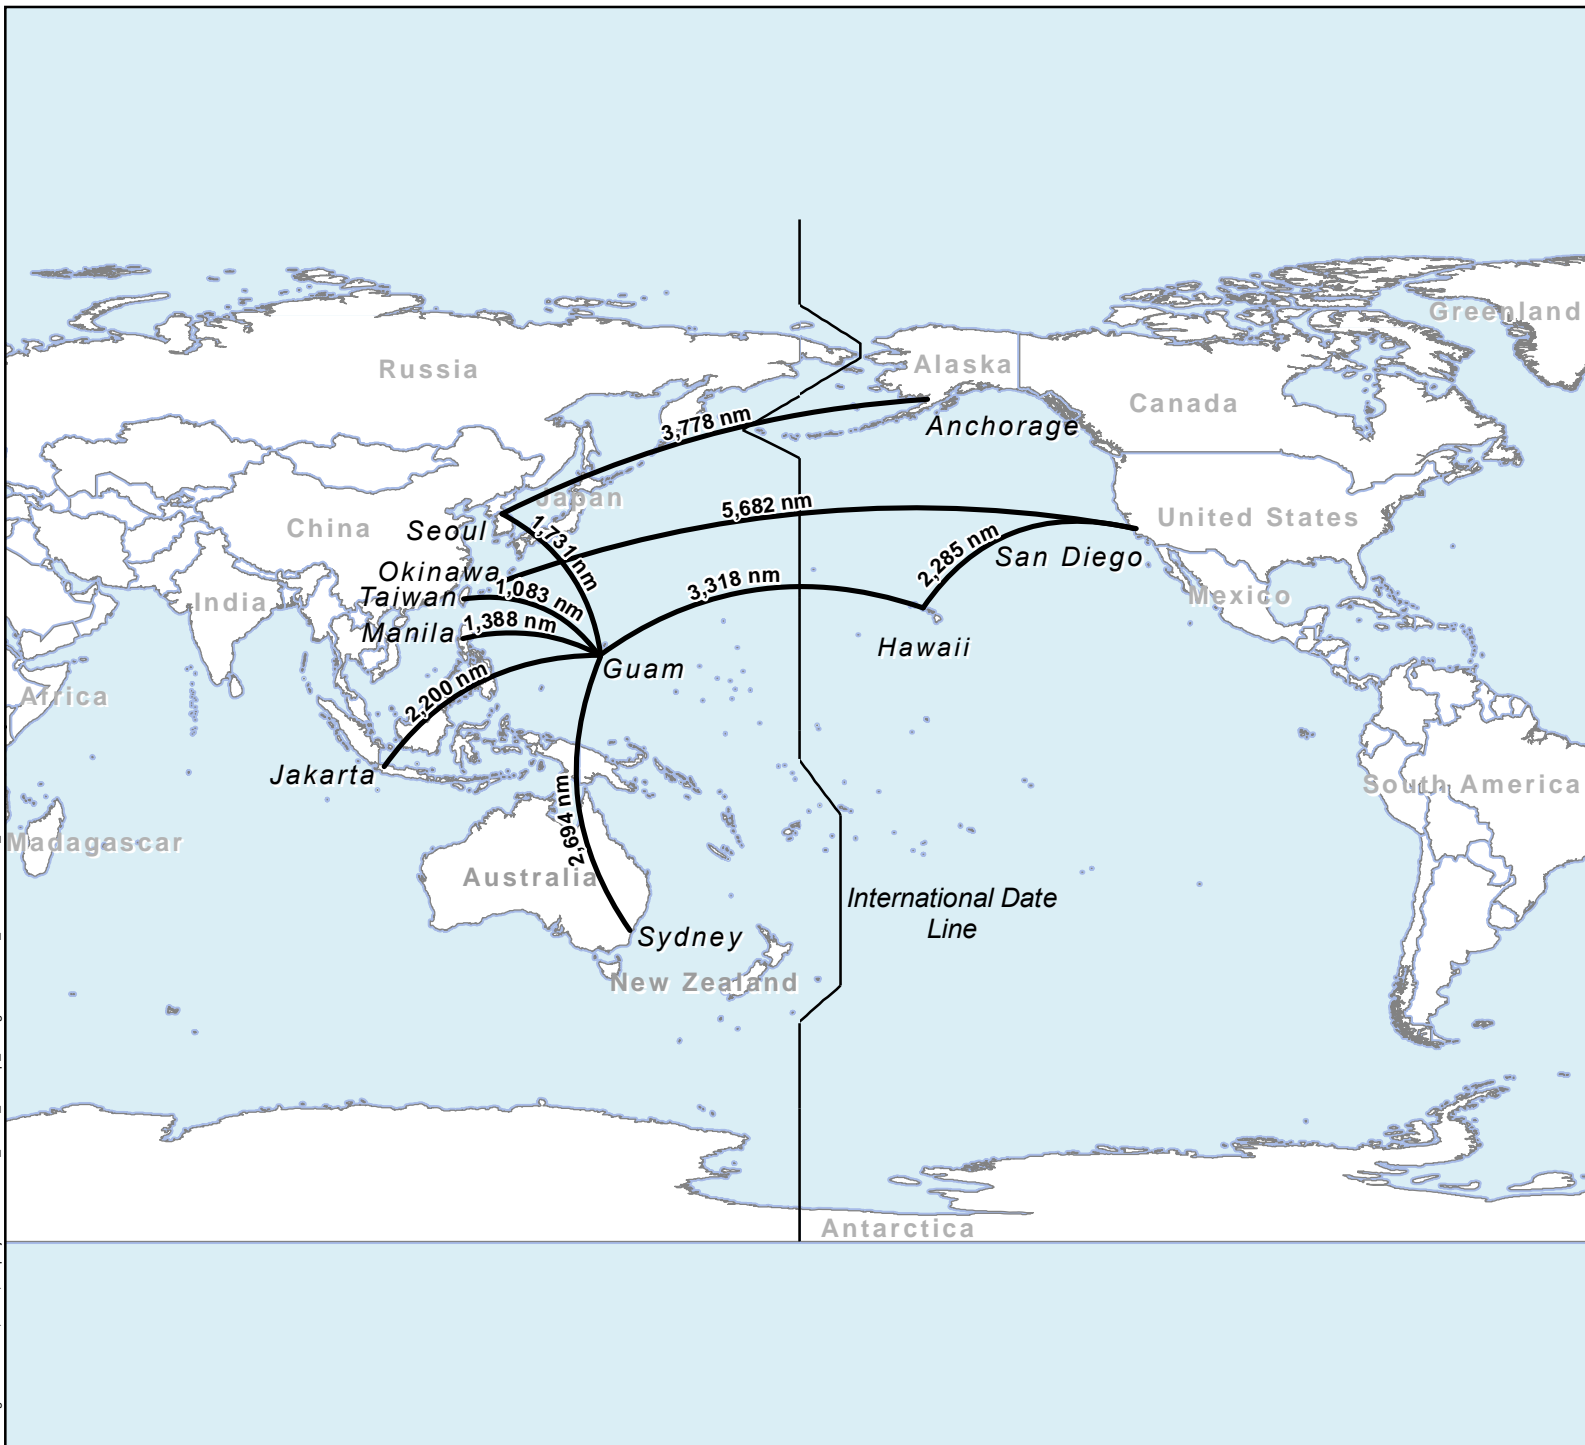 Greenland
Russia
Alaska
Canada
3,778 nm
Anchorage
Japan
5,682 nm
China
Seoul
1,731 nm
United States
2,285 nm
San Diego
Okinawa
3,318 nm
India
Taiwan
1,083 nm
Mexico
Manila
1,388 nm
Hawaii
Guam
Africa
2,200 nm
Jakarta
South America
2,694 nm
Madagascar
Australia
International Date
Line
Sydney
New Zealand
Antarctica